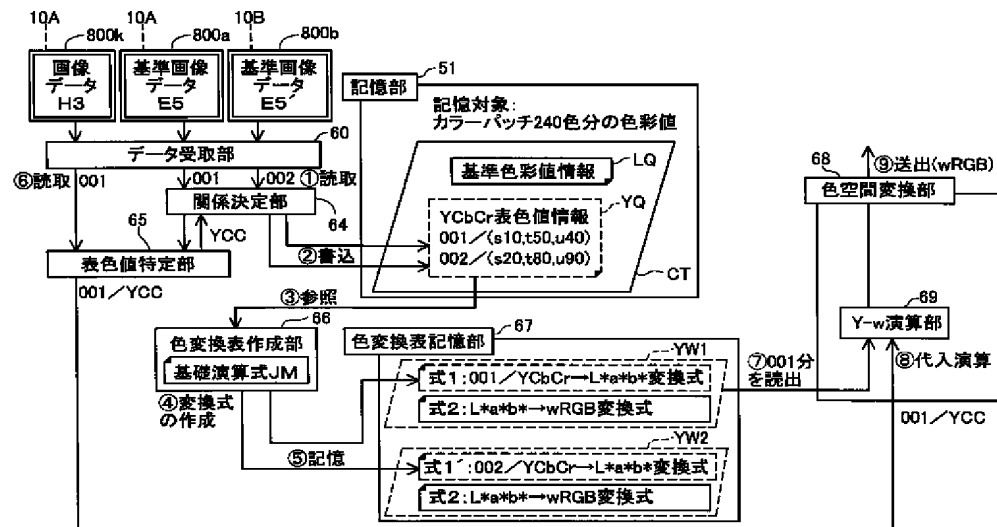 10A
800k
10A
800a
10B
800b
画像
データ
H3
基準画像
データ
E5
基準画像
データ
E5´
60
データ受取部
⑥読取
001
001
002
①読取
関係決定部
64
65
YCC
表色値特定部
001／YCC
51
記憶部
記憶対象：
カラーパッチ240色分の色彩値
LQ
基準色彩値情報
YQ
YCbCr表色値情報
001／(s10,t50,u40)
002／(s20,t80,u90)
②書込
CT
③参照
66
色変換表作成部
基礎演算式JM
④変換式
の作成
⑤記憶
67
色変換表記憶部
YW1
式1：001／YCbCr→L*a*b*変換式
式2：L*a*b*→wRGB変換式
YW2
式1´：002／YCbCr→L*a*b*変換式
式2：L*a*b*→wRGB変換式
⑦001分
を読出
68
⑨送出(wRGB)
色空間変換部
69
Y-w演算部
⑧代入演算
001／YCC